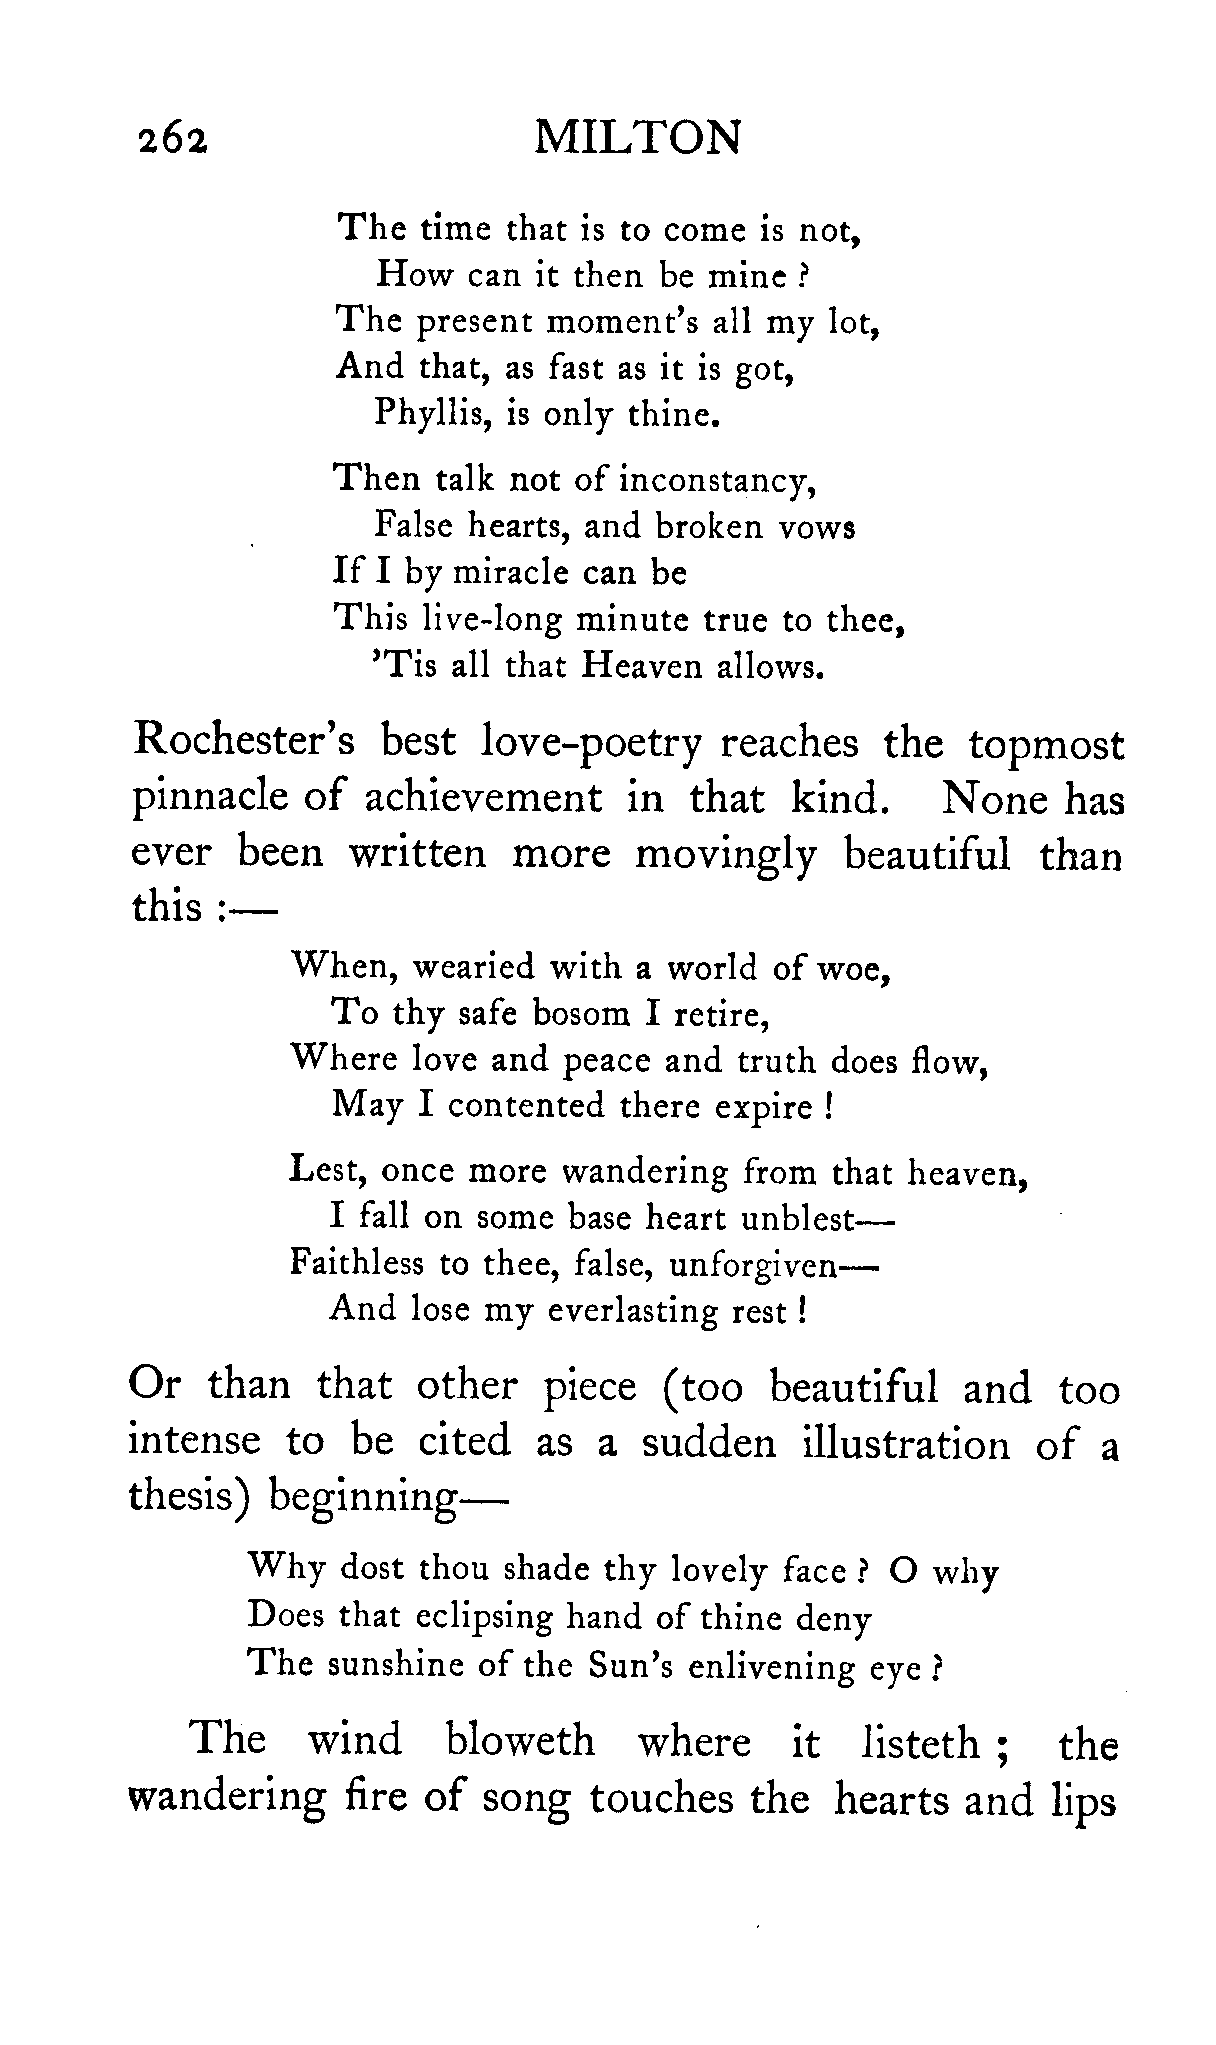 262 MILTON
The time that is to come is not,
How can it then be mine ?
The present moment's all my lot,
And that, as fast as it is got,
Phyllis, is only thine.
Then talk not of inconstancy,
False hearts, and broken vows
If I by miracle can be
This live-long minute true to thee,
'Tis all that Heaven allows.
Rochester's best love-poetry reaches the topmost
pinnacle of achievement in that kind. None has
ever been written more movingly beautiful than
this :—
When, wearied with a world of woe,
To thy safe bosom I retire,
Where love and peace and truth does flow,
May I contented there expire !
Lest, once more wandering from that heaven,
I fall on some base heart unblest—
Faithless to thee, false, unforgiven—
And lose my everlasting rest !
Or than that other piece (too beautiful and too
intense to be cited as a sudden illustration of a
thesis) beginning—
Why dost thou shade thy lovely face ? O why
Does that eclipsing hand of thine deny
The sunshine of the Sun's enlivening eye ?
The wind bloweth where it listeth ; the
wandering fire of song touches the hearts and lips